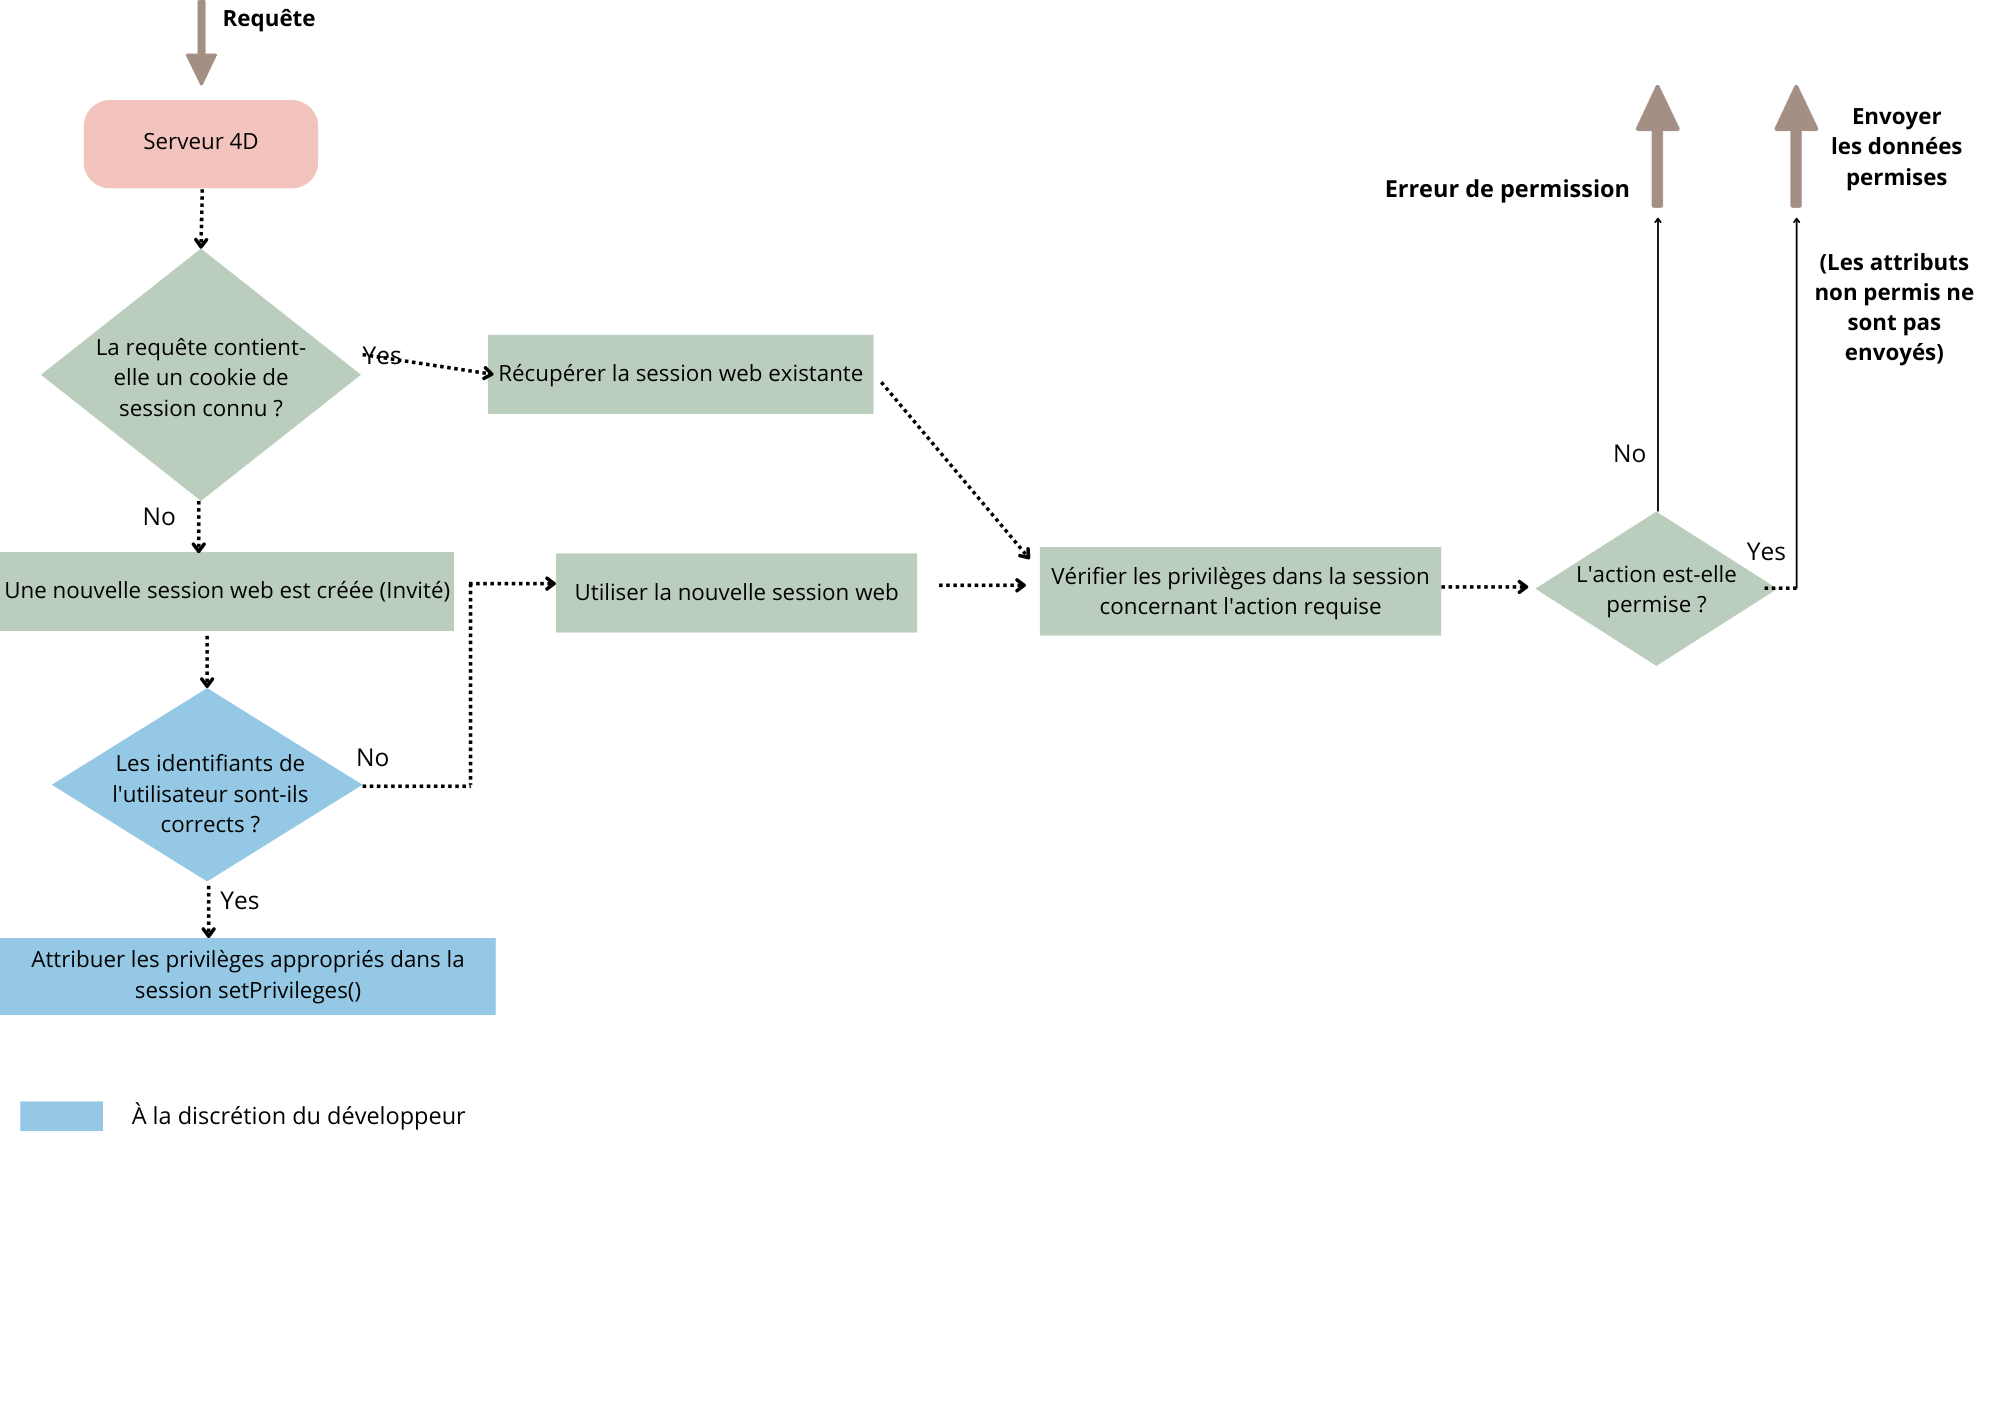 Requête
Serveur 4D
Envoyer
les données
permises
Erreur de permission
(Les attributs
non permis ne
sont pas
envoyés)
La requête contient-
elle un cookie de
session connu ?
Yes
Récupérer la session web existante
No
No
Une nouvelle session web est créée (Invité)
Utiliser la nouvelle session web
Vérifier les privilèges dans la session
concernant l'action requise
L'action est-elle
permise ?
Yes
Les identifiants de
l'utilisateur sont-ils
corrects ?
No
Yes
Attribuer les privilèges appropriés dans la
session setPrivileges()
À la discrétion du développeur